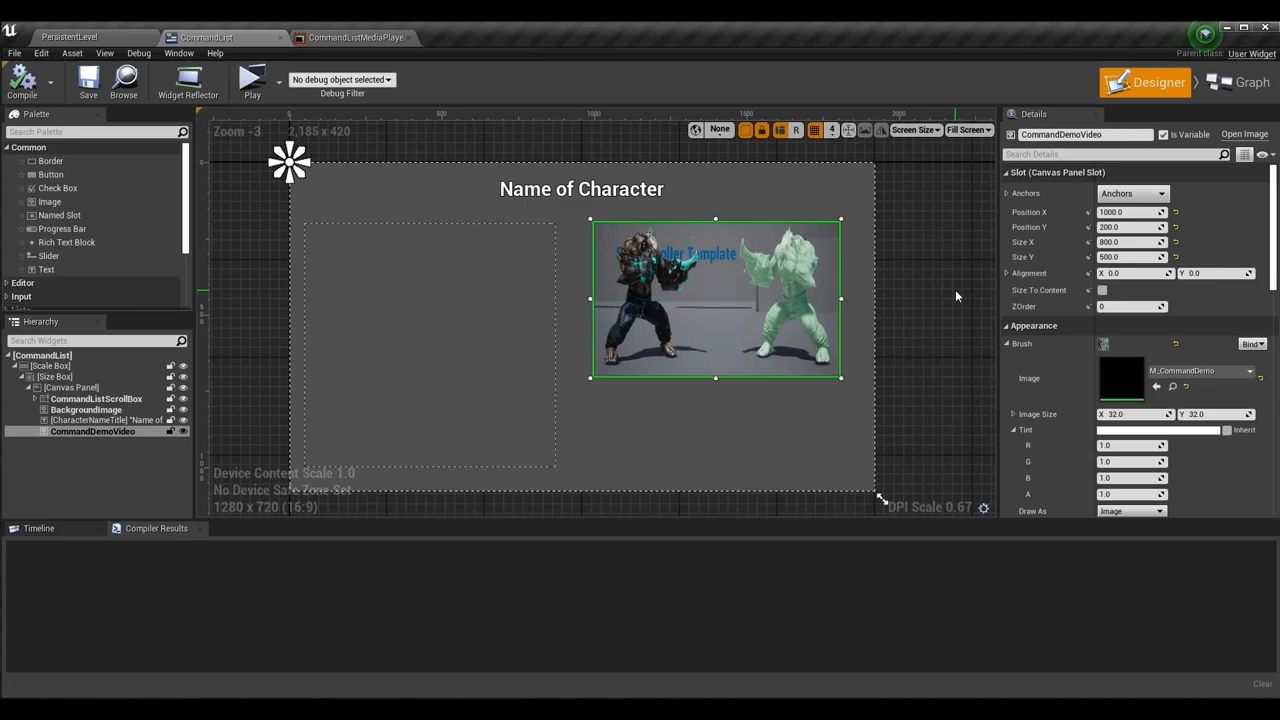 PersistentLevel
CommandList
CommandListMediaPlaye
File Edit Asset View Debug Window Help
Parent class: User Widget
Compile
Save
Browse
Widget Reflector
Play
No debug object selected
Debug Filter
Designer
Graph
Palette
Search Palette
Common
Border
Button
Check Box
Image
Named Slot
Progress Bar
Rich Text Block
Slider
Text
Editor
Input
Hierarchy
Search Widgets
[CommandList]
[Scale Box]
[Size Box]
[Canvas Panel]
CommandListScrollBox
BackgroundImage
[CharacterNameTitle] "Name of
CommandDemoVideo
Zoom -3
2,185 x 420
0
500
1000
1500
2000
None
R
4
Screen Size
Fill Screen
Name of Character
Template
Device Content Scale 1.0
No Device Safe Zone Set
1280 x 720 (16:9)
DPI Scale 0.67
Details
CommandDemoVideo
Is Variable
Open Image
Search Details
Slot (Canvas Panel Slot)
Anchors Anchors
Position X 1000.0
Position Y 200.0
Size X 800.0
Size Y 500.0
Alignment X 0.0 Y 0.0
Size To Content
ZOrder 0
Appearance
Brush Bind
Image M_CommandDemo
Image Size X 32.0 Y 32.0
Tint Inherit
R 1.0
G 1.0
B 1.0
A 1.0
Draw As Image
Timeline
Compiler Results
Clear